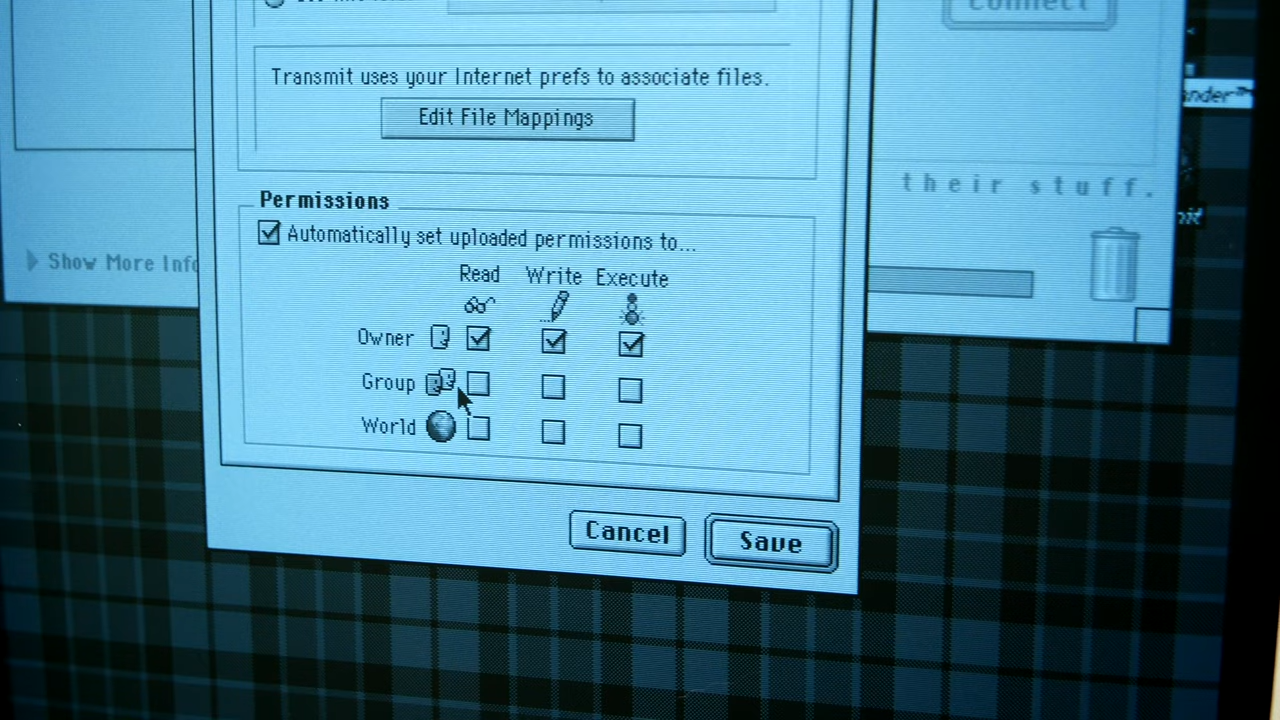 Connect
Transmit uses your Internet prefs to associate files.
Edit File Mappings
their stuff.
Permissions
Automatically set uploaded permissions to...
Show More Info
Read Write Execute
Owner
Group
World
Cancel Save